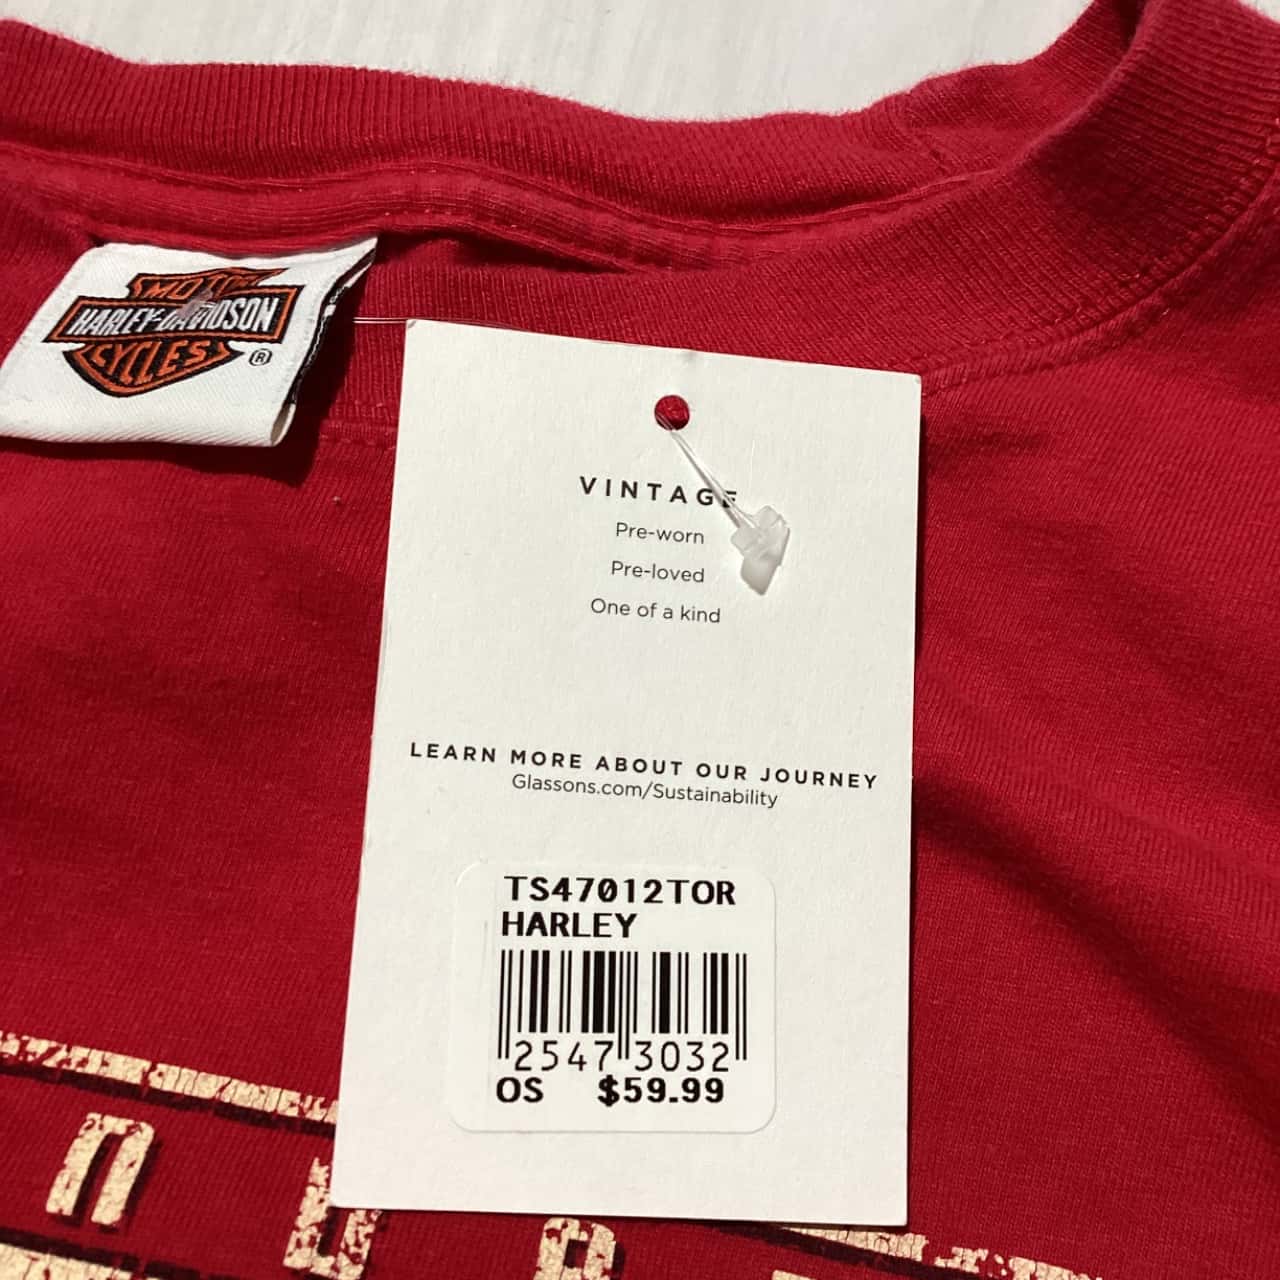 MOTOR
HARLEY-DAVIDSON
CYCLES
®
VINTAGE
Pre-worn
Pre-loved
One of a kind
LEARN MORE ABOUT OUR JOURNEY
Glassons.com/Sustainability
TS47012TOR
HARLEY
2547 3032
OS $59.99